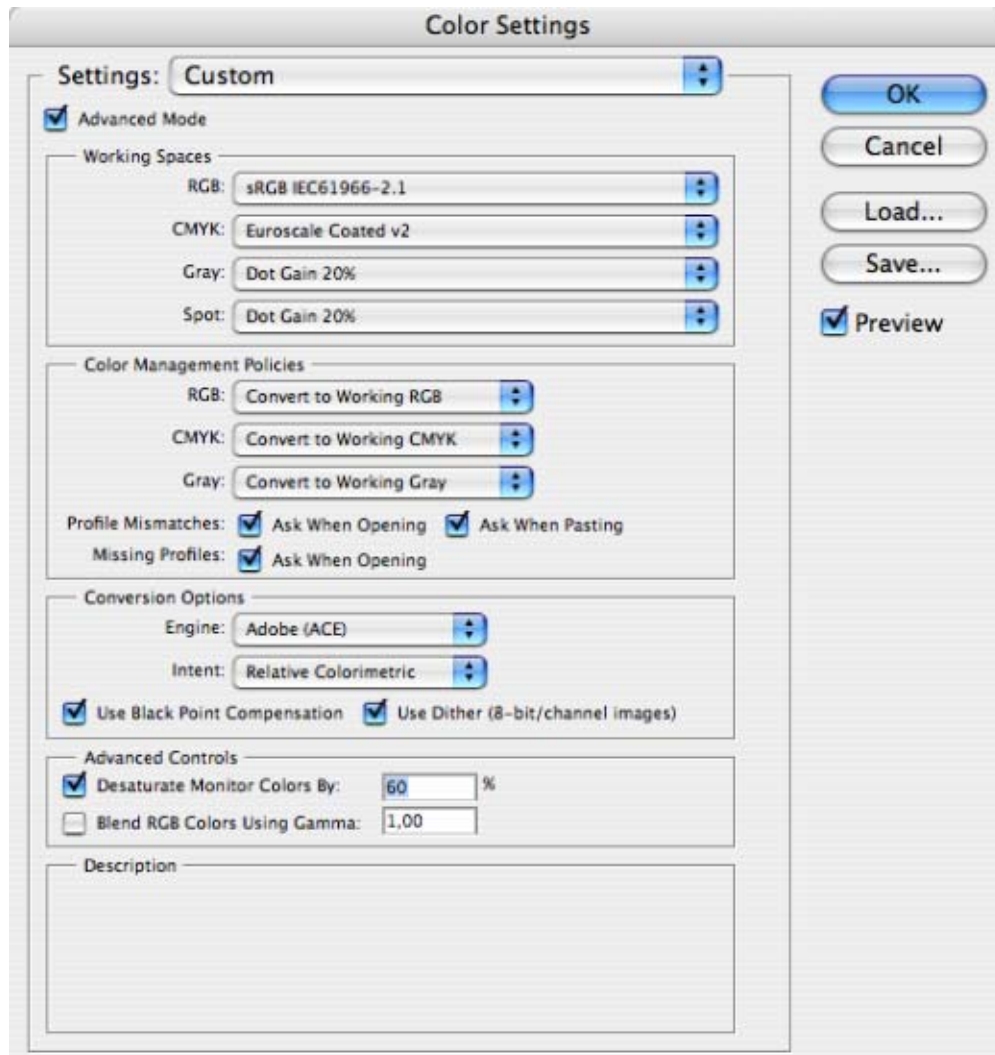 Color Settings
Settings: Custom
OK
Advanced Mode
Cancel
Working Spaces
RGB: sRGB IEC61966-2.1
Load...
CMYK: Euroscale Coated v2
Save...
Gray: Dot Gain 20%
Spot: Dot Gain 20%
Preview
Color Management Policies
RGB: Convert to Working RGB
CMYK: Convert to Working CMYK
Gray: Convert to Working Gray
Profile Mismatches: Ask When Opening Ask When Pasting
Missing Profiles: Ask When Opening
Conversion Options
Engine: Adobe (ACE)
Intent: Relative Colorimetric
Use Black Point Compensation Use Dither (8-bit/channel images)
Advanced Controls
Desaturate Monitor Colors By: 60 %
Blend RGB Colors Using Gamma: 1,00
Description